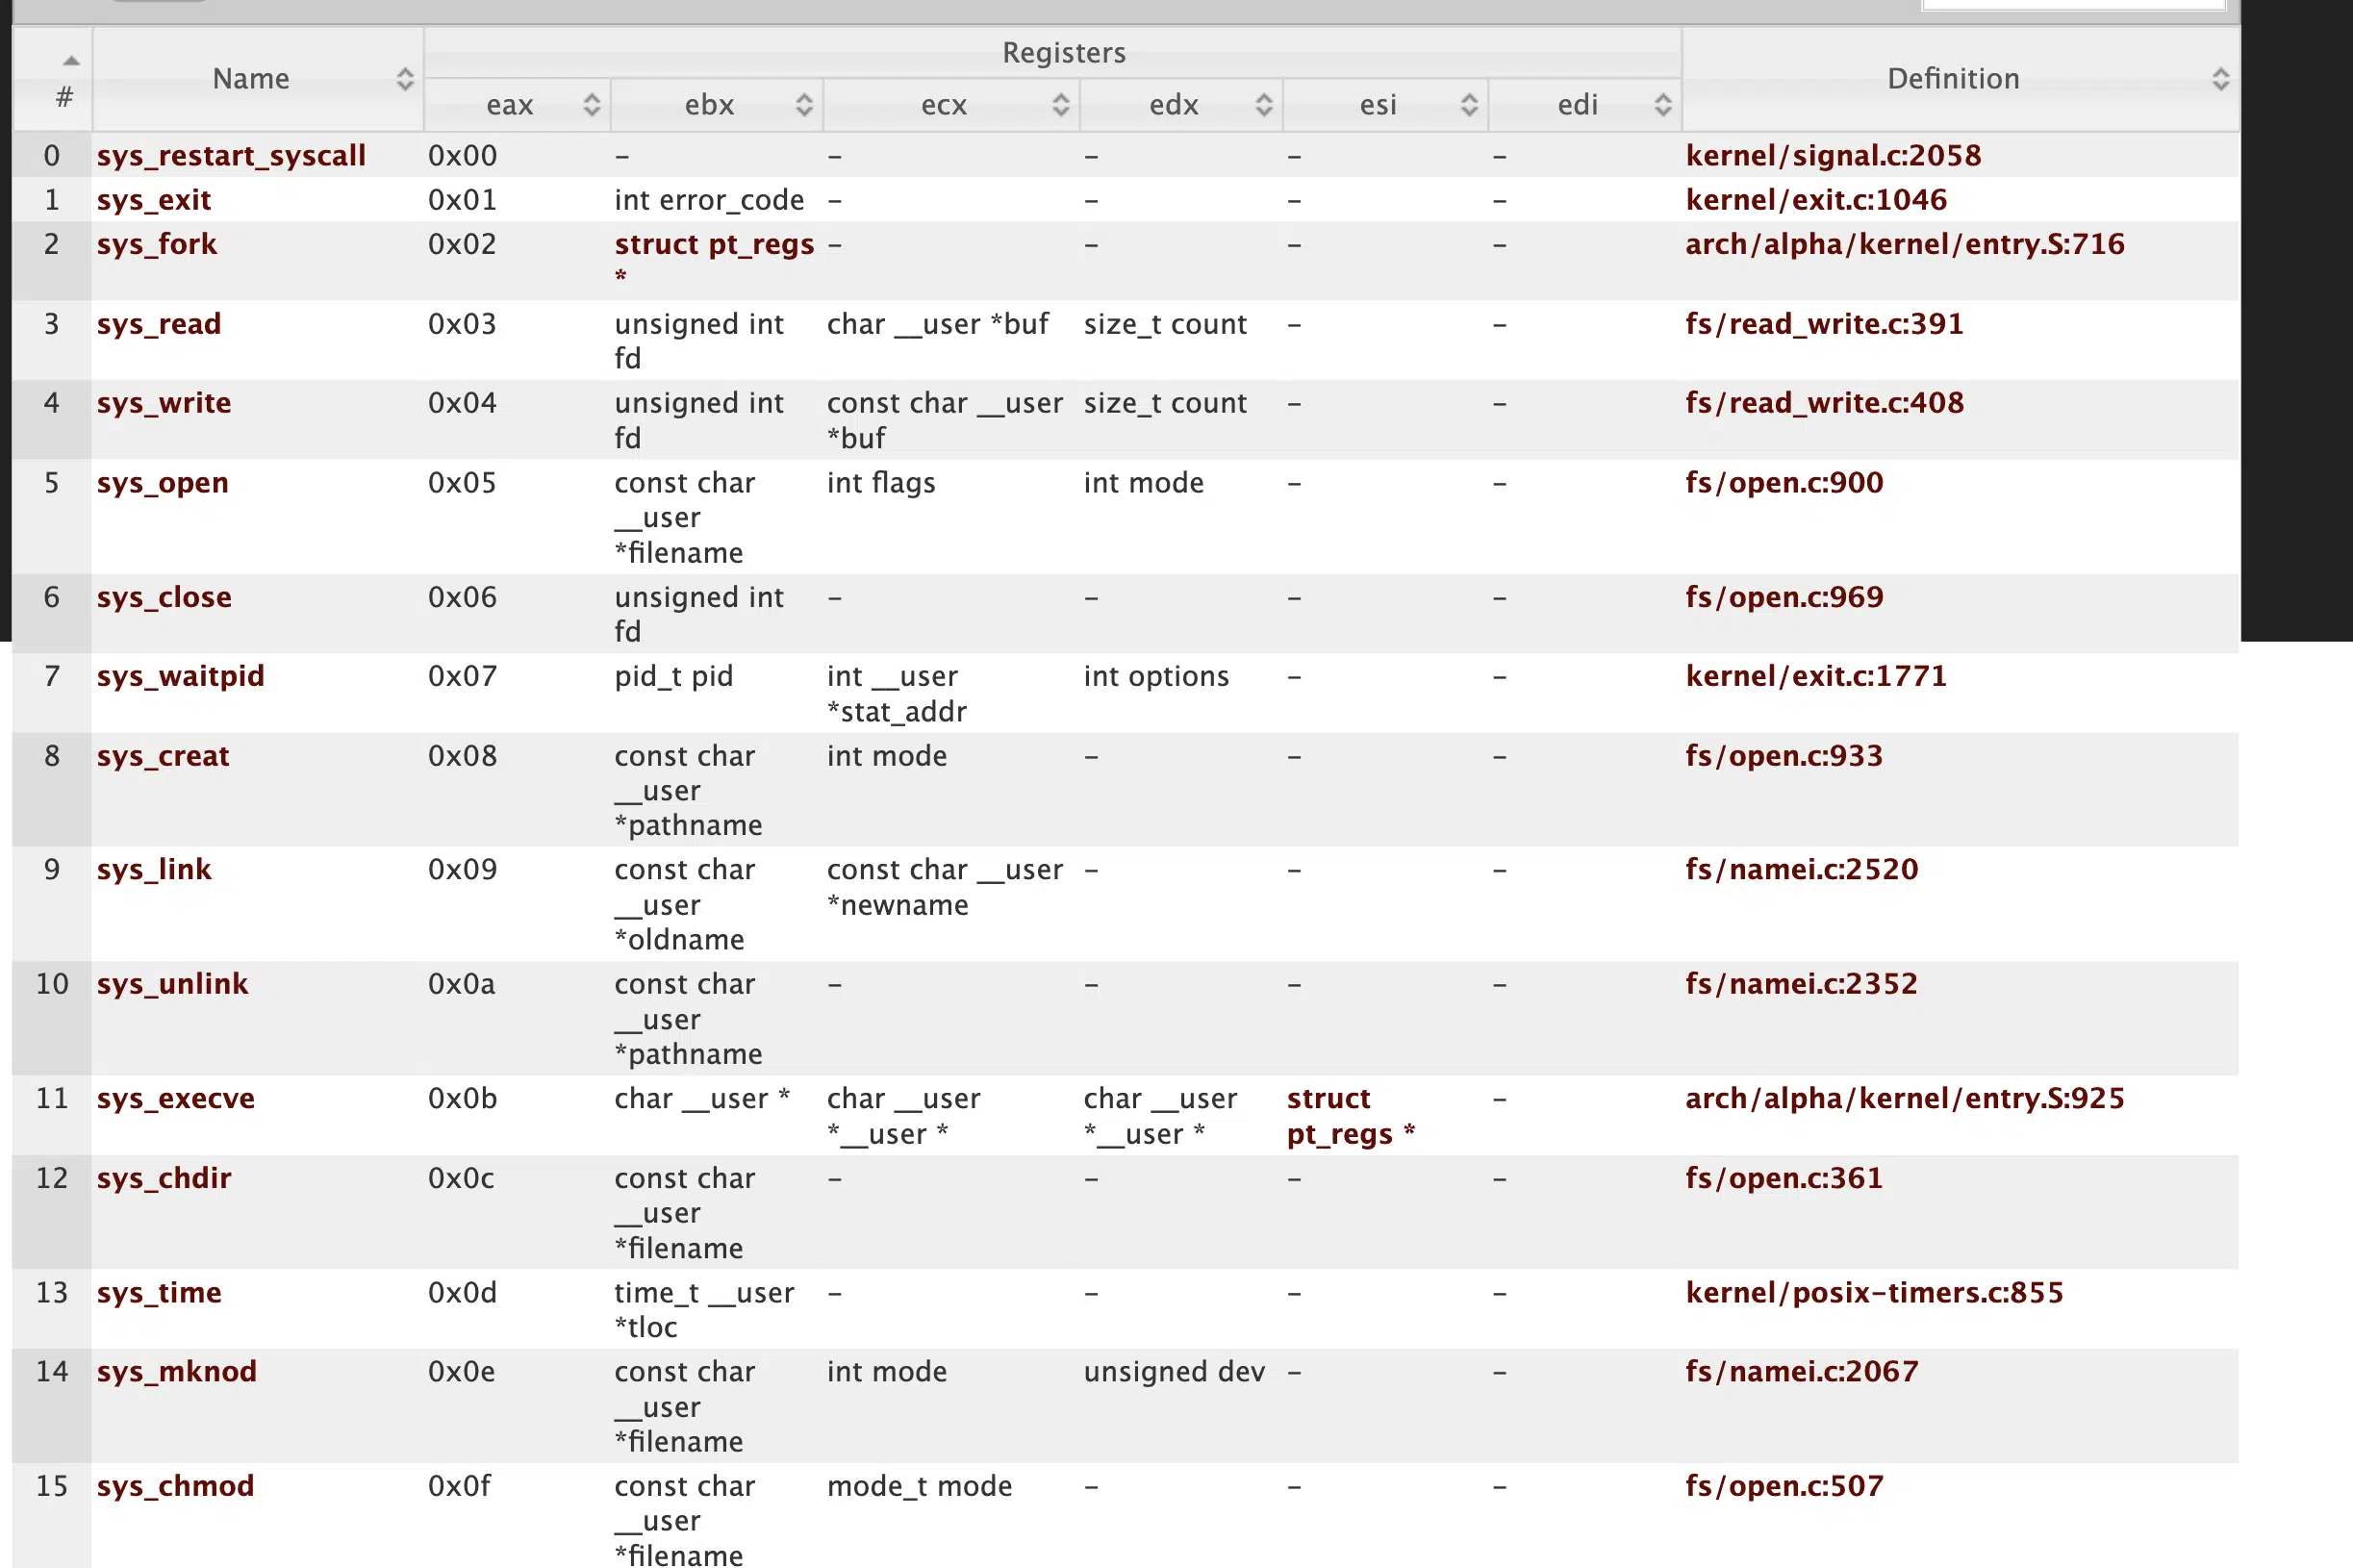 Registers
# Name eax ebx ecx edx esi edi Definition
0 sys_restart_syscall 0x00 – – – – – kernel/signal.c:2058
1 sys_exit 0x01 int error_code – – – – kernel/exit.c:1046
2 sys_fork 0x02 struct pt_regs – – – – arch/alpha/kernel/entry.S:716
*
3 sys_read 0x03 unsigned int char __user *buf size_t count – – fs/read_write.c:391
fd
4 sys_write 0x04 unsigned int const char __user size_t count – – fs/read_write.c:408
fd *buf
5 sys_open 0x05 const char int flags int mode – – fs/open.c:900
__user
*filename
6 sys_close 0x06 unsigned int – – – – fs/open.c:969
fd
7 sys_waitpid 0x07 pid_t pid int __user int options – – kernel/exit.c:1771
*stat_addr
8 sys_creat 0x08 const char int mode – – – fs/open.c:933
__user
*pathname
9 sys_link 0x09 const char const char __user – – – fs/namei.c:2520
__user *newname
*oldname
10 sys_unlink 0x0a const char – – – – fs/namei.c:2352
__user
*pathname
11 sys_execve 0x0b char __user * char __user char __user struct – arch/alpha/kernel/entry.S:925
*__user * *__user * pt_regs *
12 sys_chdir 0x0c const char – – – – fs/open.c:361
__user
*filename
13 sys_time 0x0d time_t __user – – – – kernel/posix-timers.c:855
*tloc
14 sys_mknod 0x0e const char int mode unsigned dev – – fs/namei.c:2067
__user
*filename
15 sys_chmod 0x0f const char mode_t mode – – – fs/open.c:507
__user
*filename